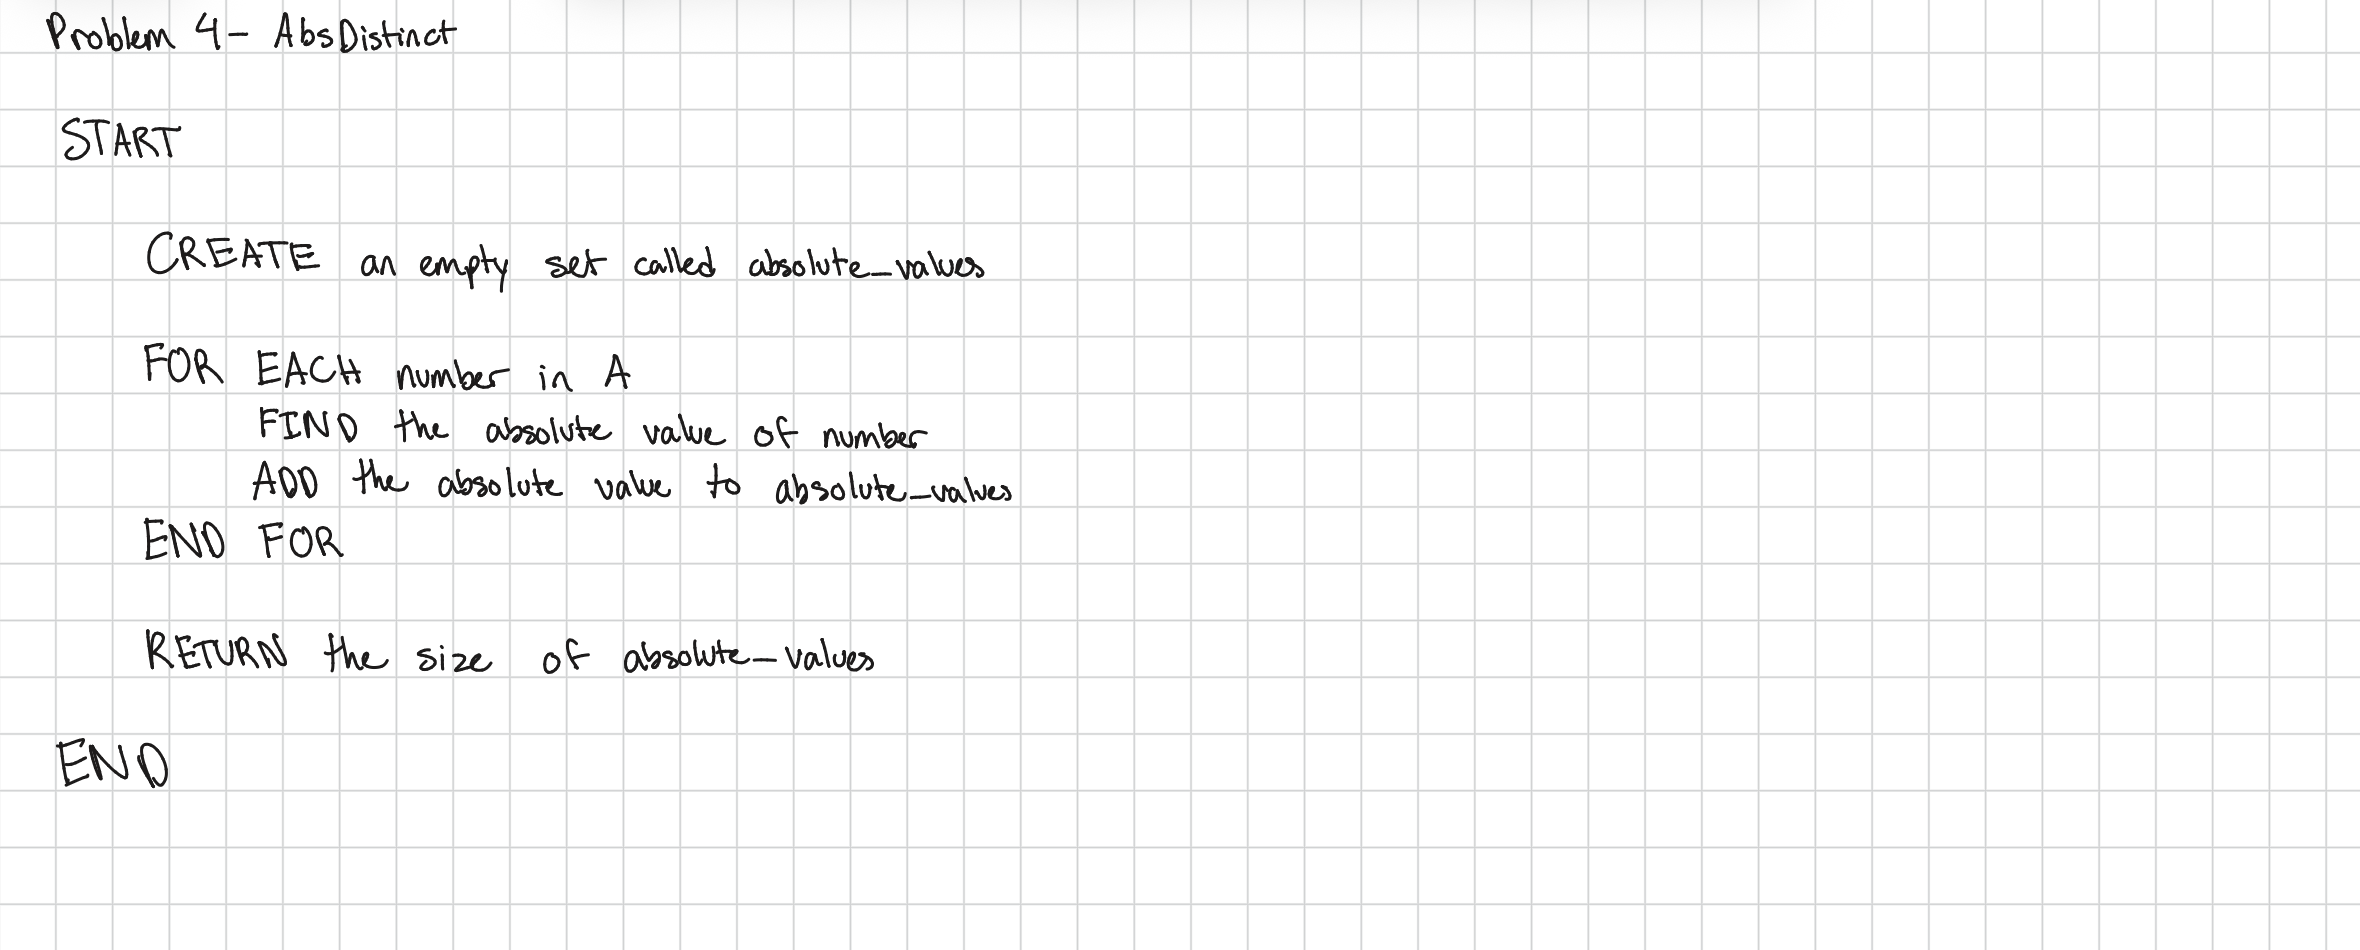 Problem 4- AbsDistinct
START
CREATE an empty set called absolute_values
FOR EACH number in A
FIND the absolute value of number
ADD the absolute value to absolute_values
END FOR
RETURN the size of absolute_values
END